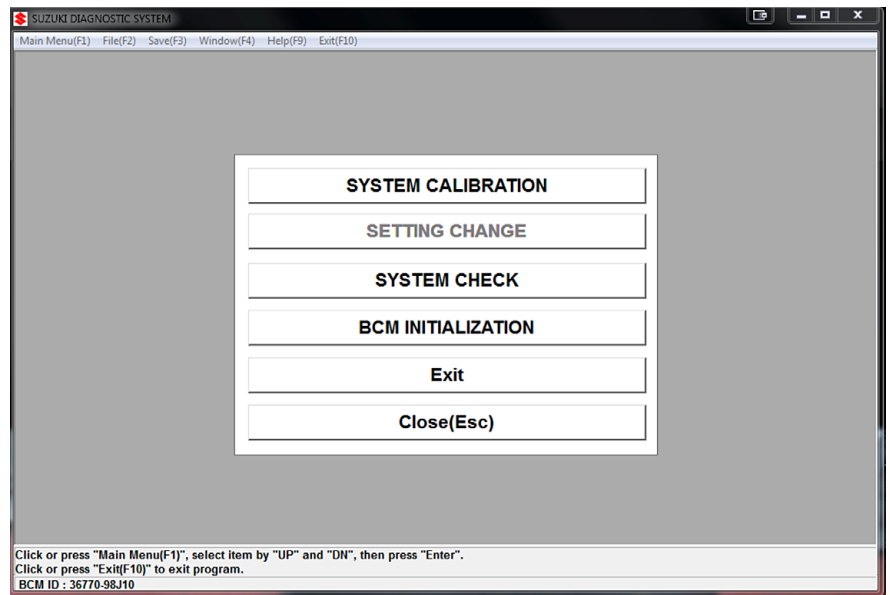 SUZUKI DIAGNOSTIC SYSTEM
Main Menu(F1) File(F2) Save(F3) Window(F4) Help(F9) Exit(F10)
SYSTEM CALIBRATION
SETTING CHANGE
SYSTEM CHECK
BCM INITIALIZATION
Exit
Close(Esc)
Click or press "Main Menu(F1)", select item by "UP" and "DN", then press "Enter".
Click or press "Exit(F10)" to exit program.
BCM ID : 36770-98J10